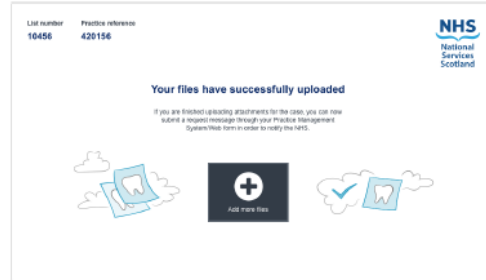 List number Practice reference
10456 420156
NHS
National
Services
Scotland
Your files have successfully uploaded
If you are finished uploading attachments for the case, you can now
submit a request message through your Practice Management
System/Web form in order to notify the NHS.
Add more files